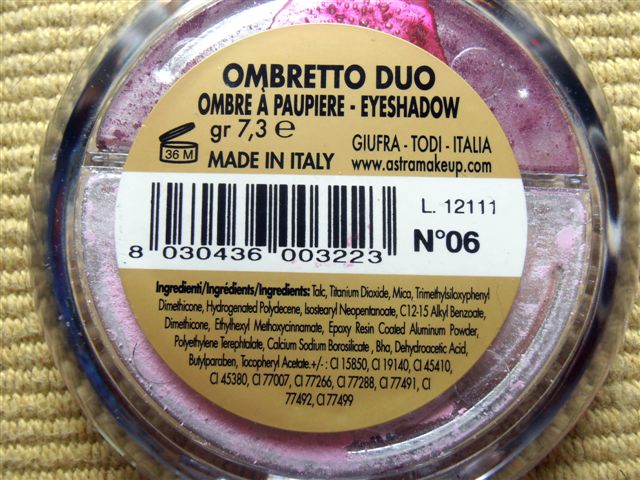 OMBRETTO DUO
OMBRE À PAUPIERE - EYESHADOW
gr 7,3 ℮
36 M
MADE IN ITALY
GIUFRA - TODI - ITALIA
www.astramakeup.com
L. 12111
N°06
8 030436 003223
Ingredienti/Ingrédients/Ingredients: Talc, Titanium Dioxide, Mica, Trimethylsiloxyphenyl
Dimethicone, Hydrogenated Polydecene, Isostearyl Neopentanoate, C12-15 Alkyl Benzoate,
Dimethicone, Ethylhexyl Methoxycinnamate, Epoxy Resin Coated Aluminum Powder,
Polyethylene Terephtalate, Calcium Sodium Borosilicate , Bha, Dehydroacetic Acid,
Butylparaben, Tocopheryl Acetate.+/- : CI 15850, CI 19140, CI 45410,
CI 45380, CI 77007, CI 77266, CI 77288, CI 77491, CI
77492, CI 77499